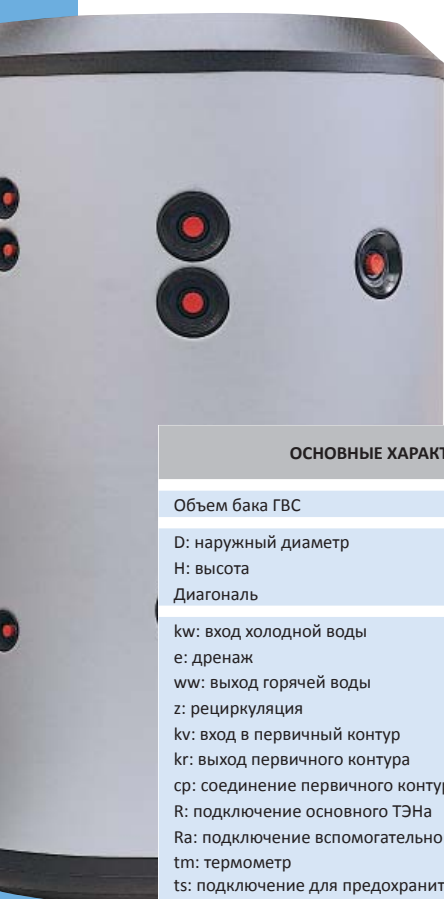 ОСНОВНЫЕ ХАРАКТ
Объем бака ГВС
D: наружный диаметр
H: высота
Диагональ
kw: вход холодной воды
e: дренаж
ww: выход горячей воды
z: рециркуляция
kv: вход в первичный контур
kr: выход первичного контура
cp: соединение первичного контур
R: подключение основного ТЭНа
Ra: подключение вспомогательно
tm: термометр
ts: подключение для предохранит